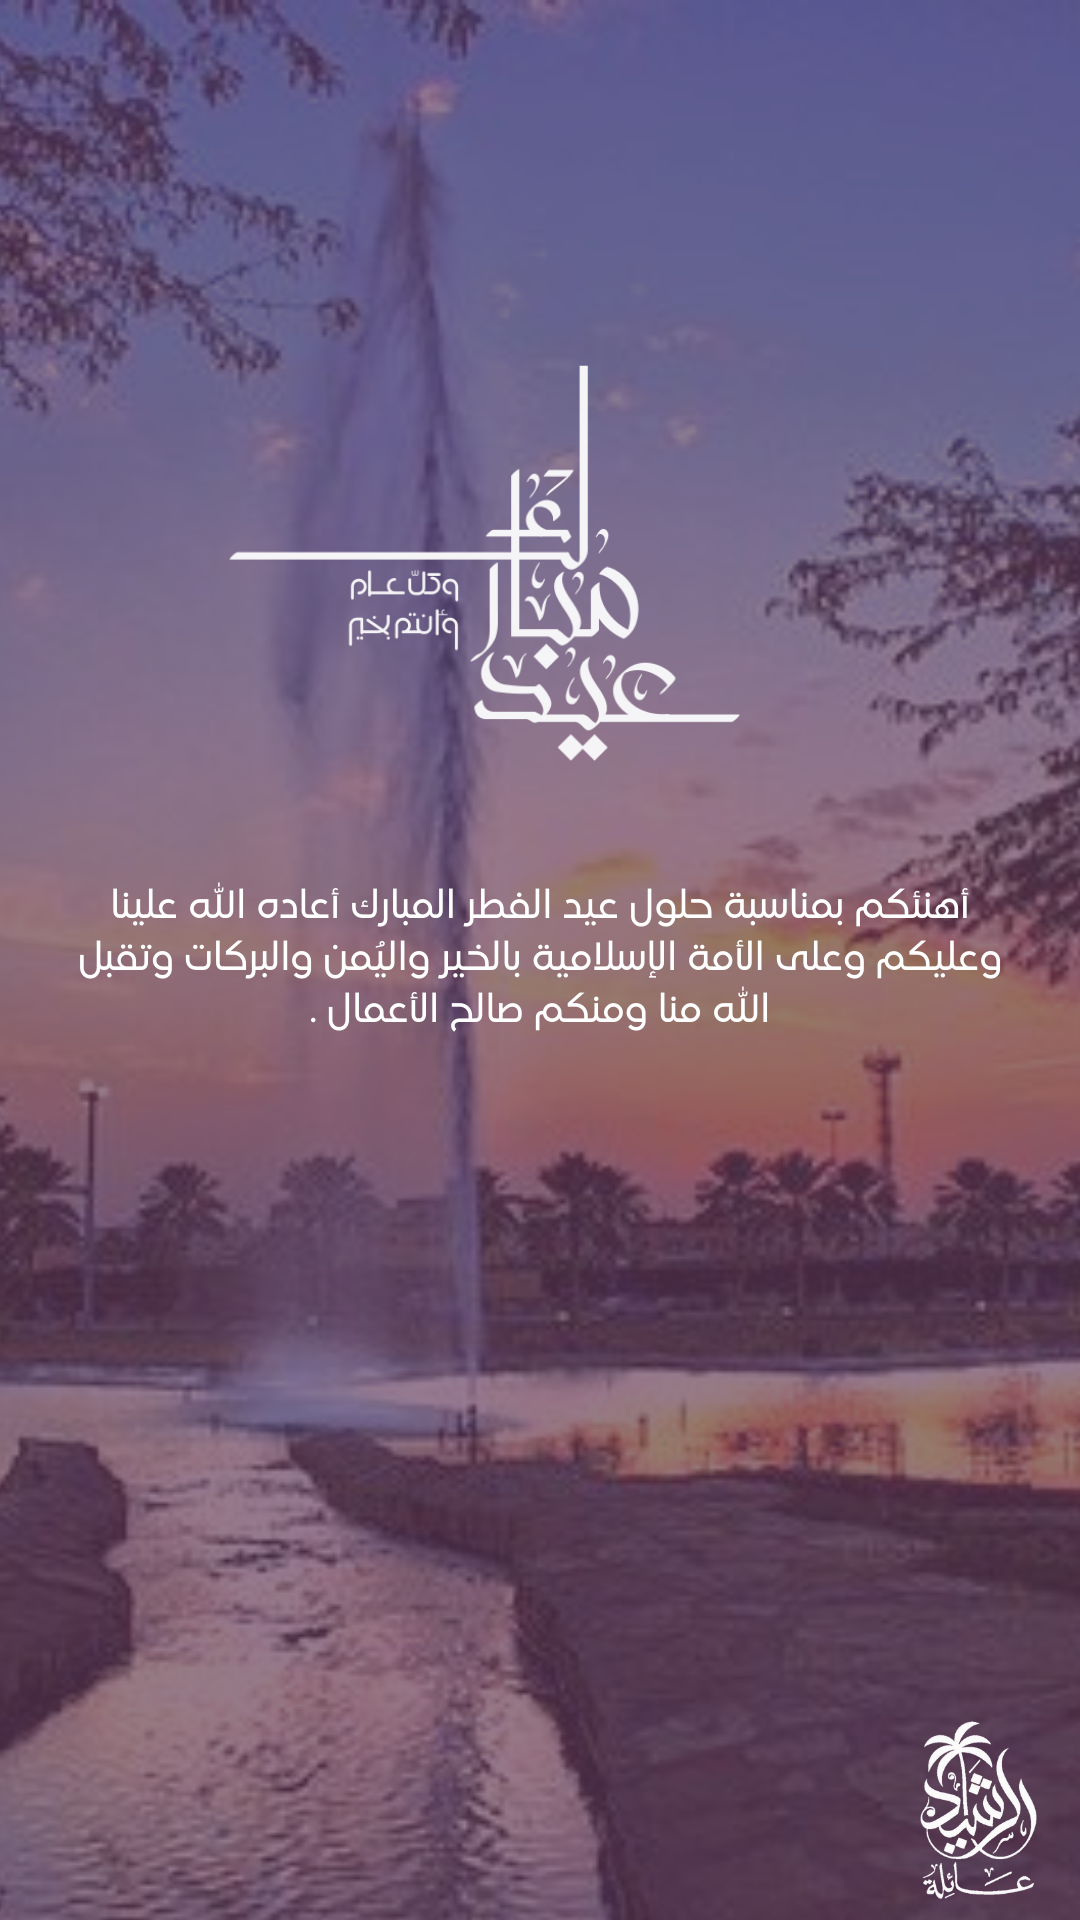 عيد
مبارك
وكلّ عام
وأنتم بخير
أهنئكم بمناسبة حلول عيد الفطر المبارك أعاده الله علينا
وعليكم وعلى الأمة الإسلامية بالخير واليُمن والبركات وتقبل
الله منا ومنكم صالح الأعمال .
الرشيد
عائلة